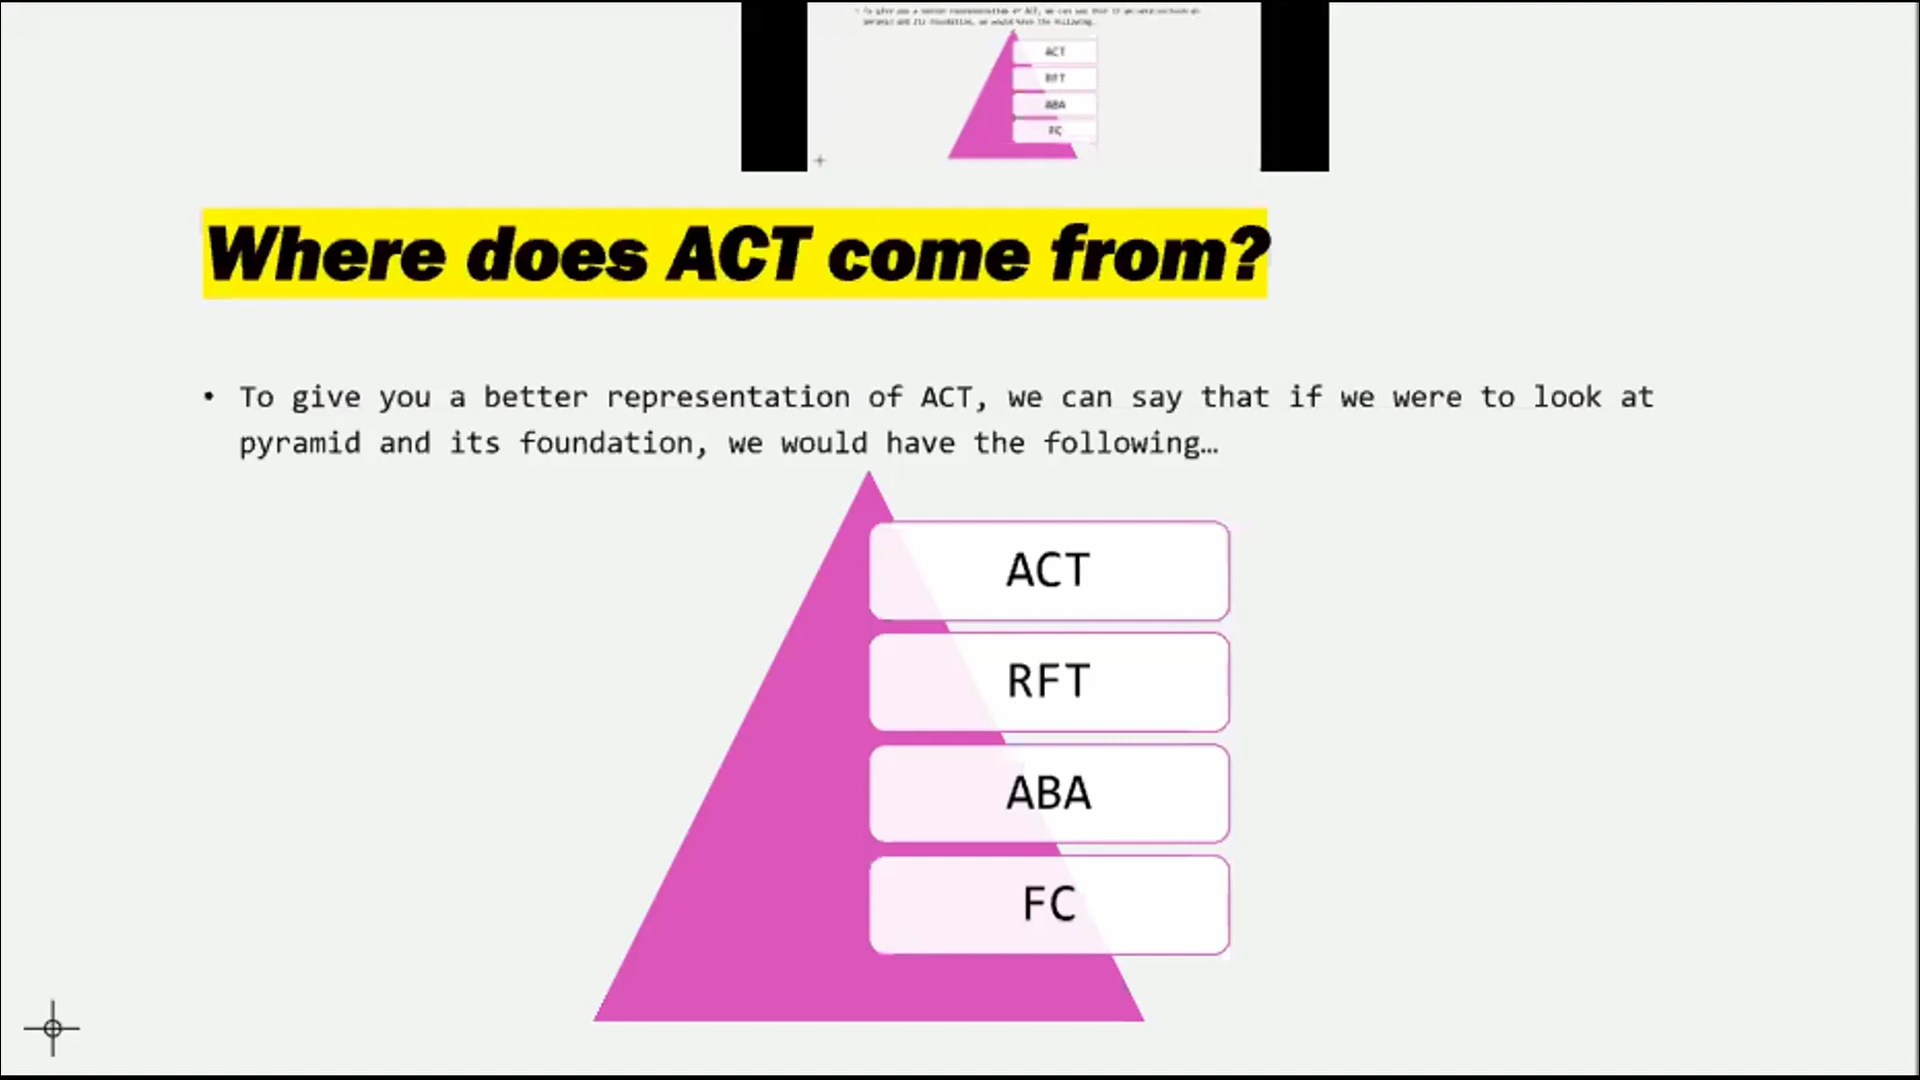 ACT
RFT
ABA
FC
Where does ACT come from?
• To give you a better representation of ACT, we can say that if we were to look at
pyramid and its foundation, we would have the following…
ACT
RFT
ABA
FC